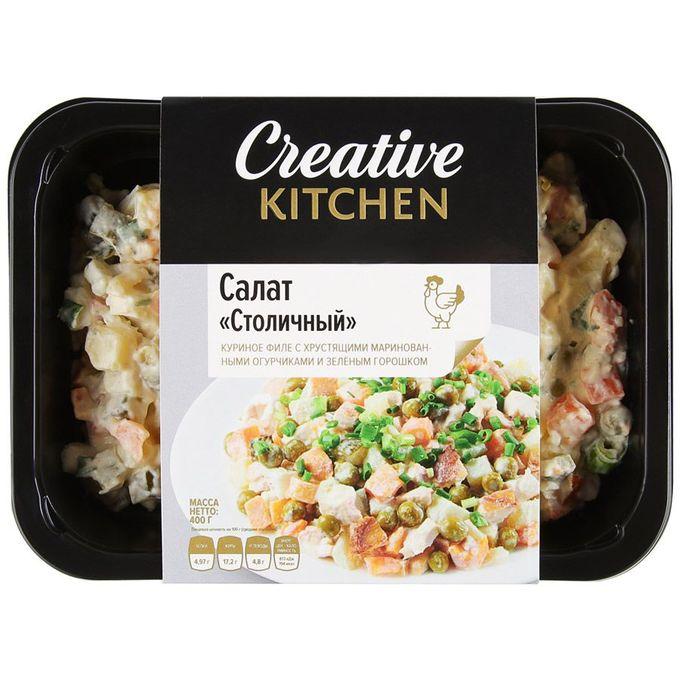 Creative
KITCHEN
Салат
«Столичный»
КУРИНОЕ ФИЛЕ С ХРУСТЯЩИМИ МАРИНОВАН-
НЫМИ ОГУРЧИКАМИ И ЗЕЛЁНЫМ ГОРОШКОМ
МАССА
НЕТТО:
400 Г
4,97 г 17,2 г 4,8 г